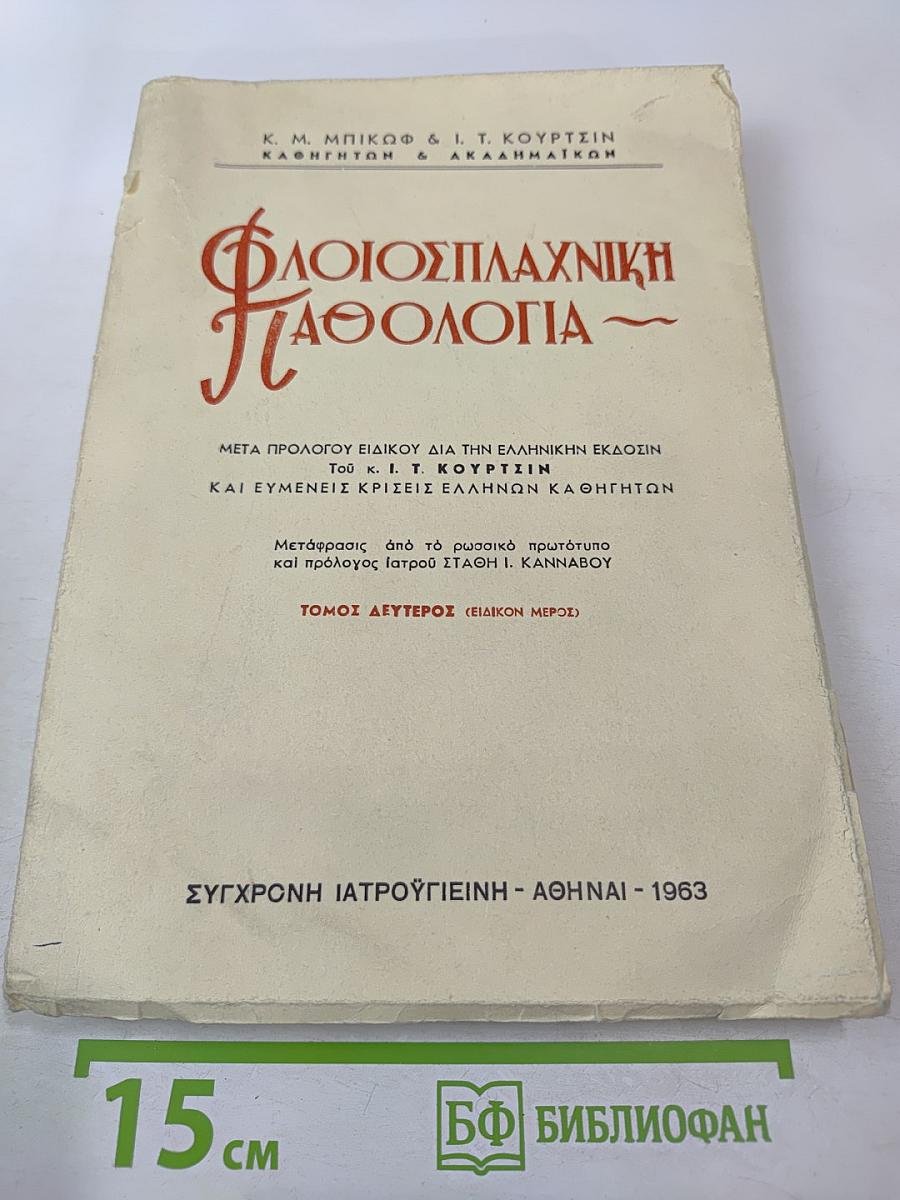 Κ. Μ. ΜΠΙΚΩΦ & Ι. Τ. ΚΟΥΡΤΣΙΝ
ΚΑΘΗΓΗΤΩΝ & ΑΚΑΔΗΜΑΪΚΩΝ
ΦΛΟΙΟΣΠΛΑΧΝΙΚΗ
ΠΑΘΟΛΟΓΙΑ
ΜΕΤΑ ΠΡΟΛΟΓΟΥ ΕΙΔΙΚΟΥ ΔΙΑ ΤΗΝ ΕΛΛΗΝΙΚΗΝ ΕΚΔΟΣΙΝ
Τοῦ κ. Ι. Τ. ΚΟΥΡΤΣΙΝ
ΚΑΙ ΕΥΜΕΝΕΙΣ ΚΡΙΣΕΙΣ ΕΛΛΗΝΩΝ ΚΑΘΗΓΗΤΩΝ
Μετάφρασις ἀπὸ τὸ ρωσσικὸ πρωτότυπο
καὶ πρόλογος ἰατροῦ ΣΤΑΘΗ Ι. ΚΑΝΝΑΒΟΥ
ΤΟΜΟΣ ΔΕΥΤΕΡΟΣ (ΕΙΔΙΚΟΝ ΜΕΡΟΣ)
ΣΥΓΧΡΟΝΗ ΙΑΤΡΟΫΓΙΕΙΝΗ - ΑΘΗΝΑΙ - 1963
15 см
БФ БИБЛИОФАН